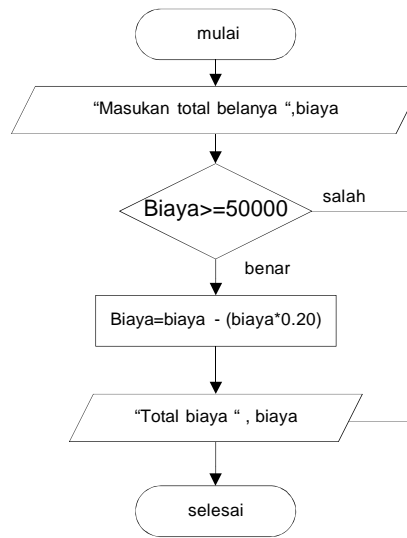 mulai
“Masukan total belanya “,biaya
Biaya>=50000
salah
benar
Biaya=biaya - (biaya*0.20)
“Total biaya “ , biaya
selesai